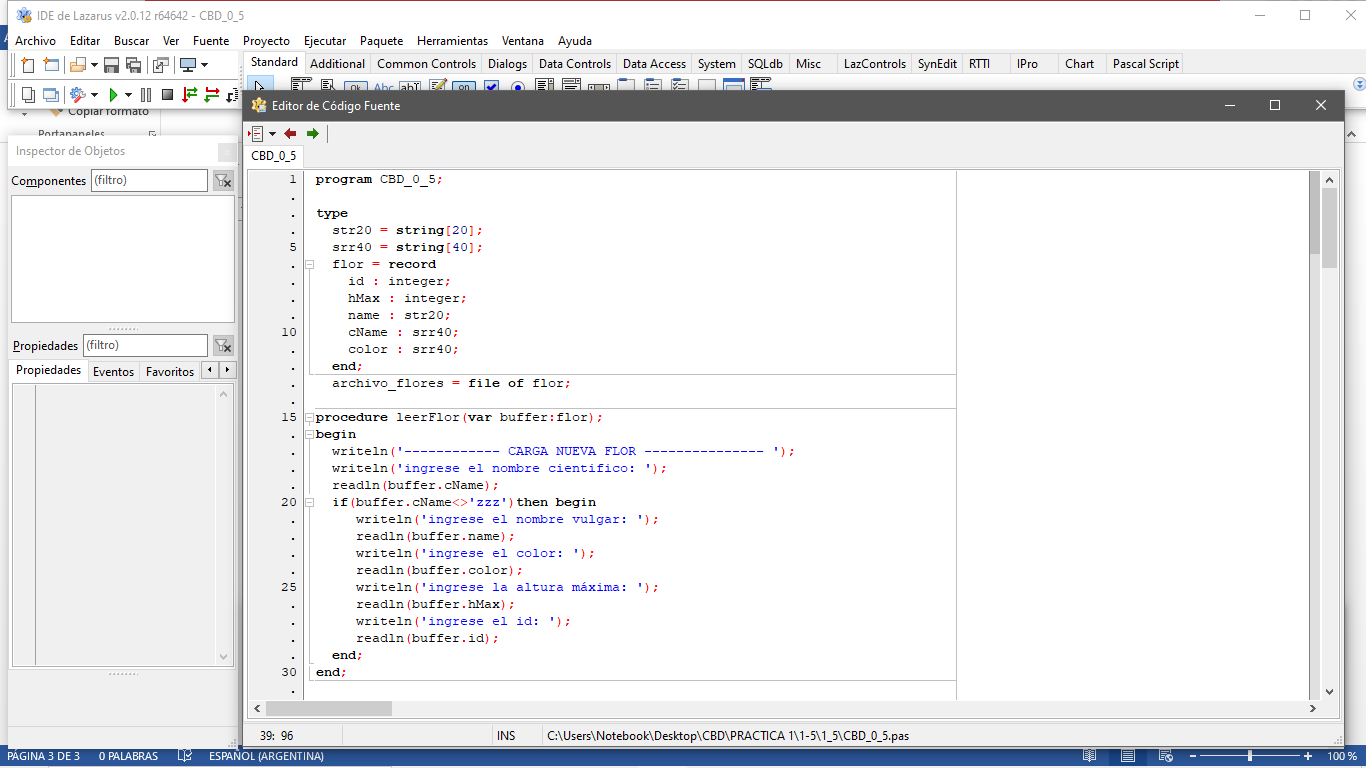 IDE de Lazarus v2.0.12 r64642 - CBD_0_5
Archivo Editar Buscar Ver Fuente Proyecto Ejecutar Paquete Herramientas Ventana Ayuda
Standard Additional Common Controls Dialogs Data Controls Data Access System SQLdb Misc LazControls SynEdit RTTI IPro Chart Pascal Script
Copiar formato
Portapapeles
Editor de Código Fuente
Inspector de Objetos
Componentes (filtro)
Propiedades (filtro)
Propiedades Eventos Favoritos
CBD_0_5
1 program CBD_0_5;
.
. type
. str20 = string[20];
5 srr40 = string[40];
. flor = record
. id : integer;
. hMax : integer;
. name : str20;
10 cName : srr40;
. color : srr40;
. end;
. archivo_flores = file of flor;
.
15 procedure leerFlor(var buffer:flor);
. begin
. writeln('------------ CARGA NUEVA FLOR --------------- ');
. writeln('ingrese el nombre cientifico: ');
. readln(buffer.cName);
20 if(buffer.cName<>'zzz')then begin
. writeln('ingrese el nombre vulgar: ');
. readln(buffer.name);
. writeln('ingrese el color: ');
. readln(buffer.color);
25 writeln('ingrese la altura máxima: ');
. readln(buffer.hMax);
. writeln('ingrese el id: ');
. readln(buffer.id);
. end;
30 end;
.
39: 96 INS C:\Users\Notebook\Desktop\CBD\PRACTICA 1\1-5\1_5\CBD_0_5.pas
PÁGINA 3 DE 3 0 PALABRAS ESPAÑOL (ARGENTINA) 100 %